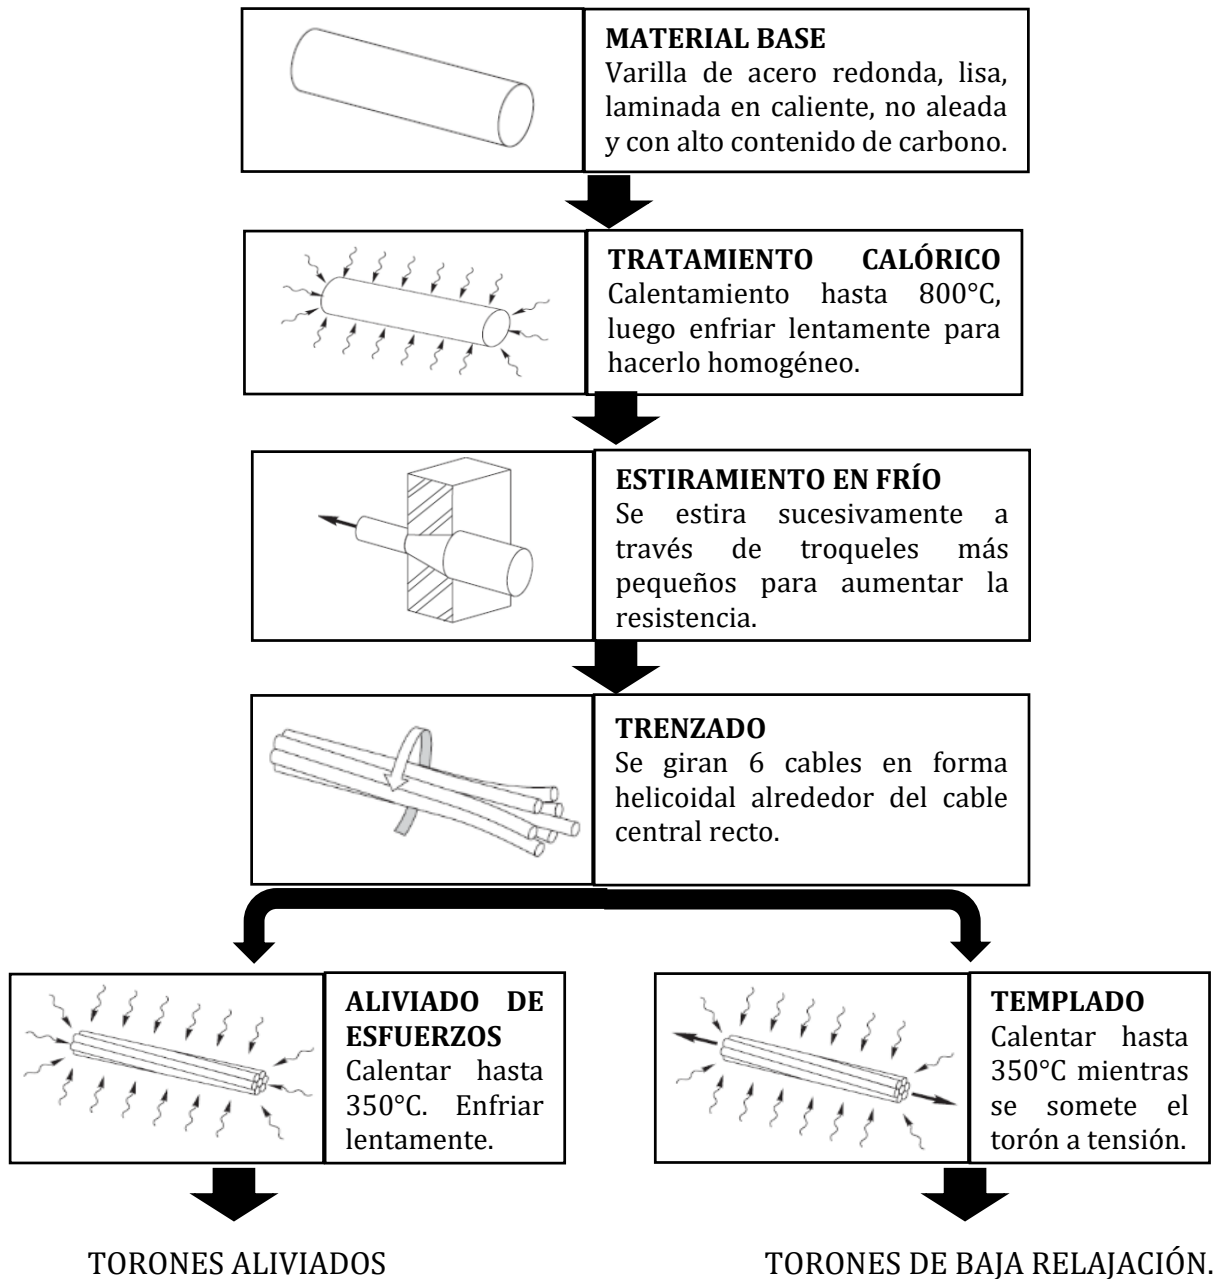 MATERIAL BASE
Varilla de acero redonda, lisa,
laminada en caliente, no aleada
y con alto contenido de carbono.
TRATAMIENTO CALÓRICO
Calentamiento hasta 800°C,
luego enfriar lentamente para
hacerlo homogéneo.
ESTIRAMIENTO EN FRÍO
Se estira sucesivamente a
través de troqueles más
pequeños para aumentar la
resistencia.
TRENZADO
Se giran 6 cables en forma
helicoidal alrededor del cable
central recto.
ALIVIADO DE
ESFUERZOS
Calentar hasta
350°C. Enfriar
lentamente.
TEMPLADO
Calentar hasta
350°C mientras
se somete el
torón a tensión.
TORONES ALIVIADOS
TORONES DE BAJA RELAJACIÓN.